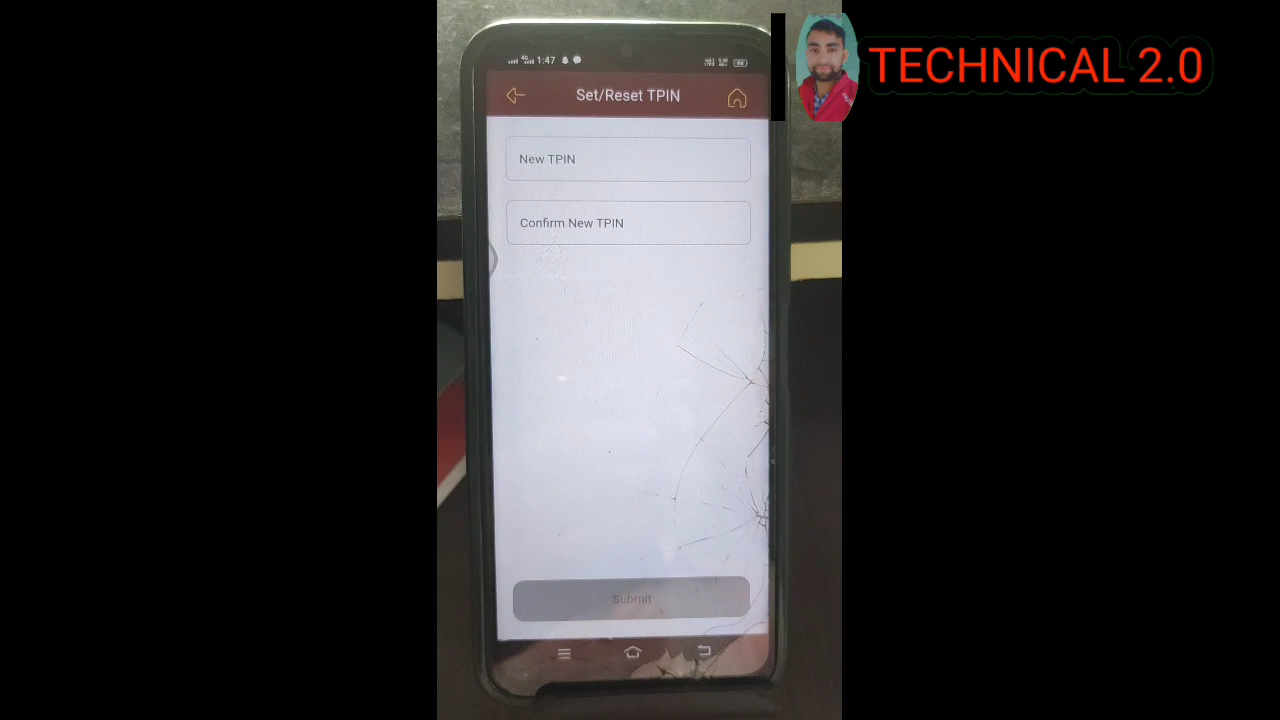 1:47
Set/Reset TPIN
TECHNICAL 2.0
New TPIN
Confirm New TPIN
Submit